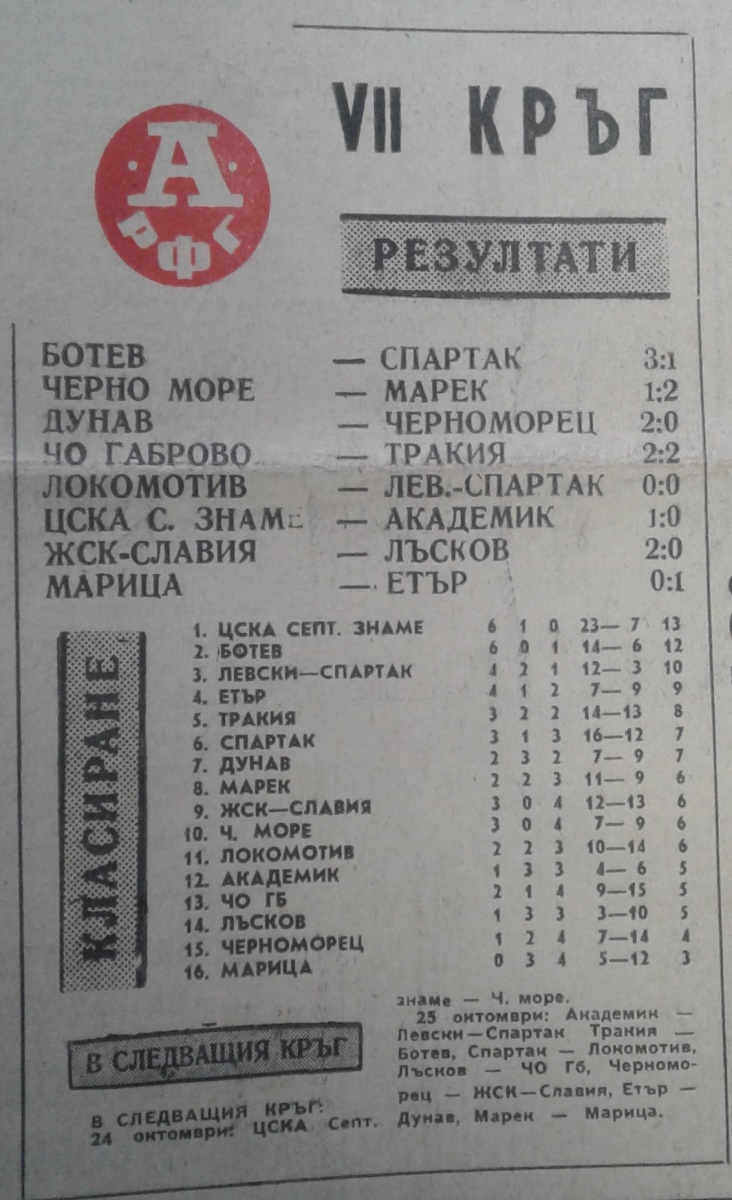 VII КРЪГ
А
РФГ
РЕЗУЛТАТИ
БОТЕВ — СПАРТАК 3:1
ЧЕРНО МОРЕ — МАРЕК 1:2
ДУНАВ — ЧЕРНОМОРЕЦ 2:0
ЧО ГАБРОВО — ТРАКИЯ 2:2
ЛОКОМОТИВ — ЛЕВ.-СПАРТАК 0:0
ЦСКА С. ЗНАМЕ — АКАДЕМИК 1:0
ЖСК-СЛАВИЯ — ЛЪСКОВ 2:0
МАРИЦА — ЕТЪР 0:1
КЛАСИРАНЕ
1. ЦСКА СЕПТ. ЗНАМЕ 6 1 0 23— 7 13
2. БОТЕВ 6 0 1 14— 6 12
3. ЛЕВСКИ—СПАРТАК 4 2 1 12— 3 10
4. ЕТЪР 4 1 2 7— 9 9
5. ТРАКИЯ 3 2 2 14—13 8
6. СПАРТАК 3 1 3 16—12 7
7. ДУНАВ 2 3 2 7— 9 7
8. МАРЕК 2 2 3 11— 9 6
9. ЖСК—СЛАВИЯ 3 0 4 12—13 6
10. Ч. МОРЕ 3 0 4 7— 9 6
11. ЛОКОМОТИВ 2 2 3 10—14 6
12. АКАДЕМИК 1 3 3 4— 6 5
13. ЧО ГБ 2 1 4 9—15 5
14. ЛЪСКОВ 1 3 3 3—10 5
15. ЧЕРНОМОРЕЦ 1 2 4 7—14 4
16. МАРИЦА 0 3 4 5—12 3
В СЛЕДВАЩИЯ КРЪГ
В СЛЕДВАЩИЯ КРЪГ:
24 октомври: ЦСКА Септ.
знаме — Ч. море.
25 октомври: Академик —
Левски—Спартак Тракия —
Ботев, Спартак — Локомотив,
Лъсков — ЧО Гб, Черномо-
рец — ЖСК—Славия, Етър —
Дунав, Марек — Марица.